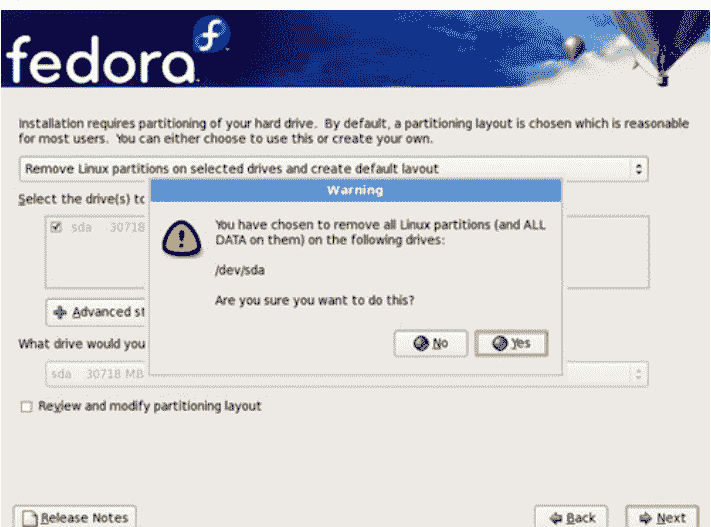 fedora
Installation requires partitioning of your hard drive. By default, a partitioning layout is chosen which is reasonable
for most users. You can either choose to use this or create your own.
Remove Linux partitions on selected drives and create default layout
Select the drive(s) to
Warning
sda 30718
You have chosen to remove all Linux partitions (and ALL
DATA on them) on the following drives:
/dev/sda
Are you sure you want to do this?
Advanced st
No
Yes
What drive would you
sda 30718 MB
Review and modify partitioning layout
Release Notes
Back
Next